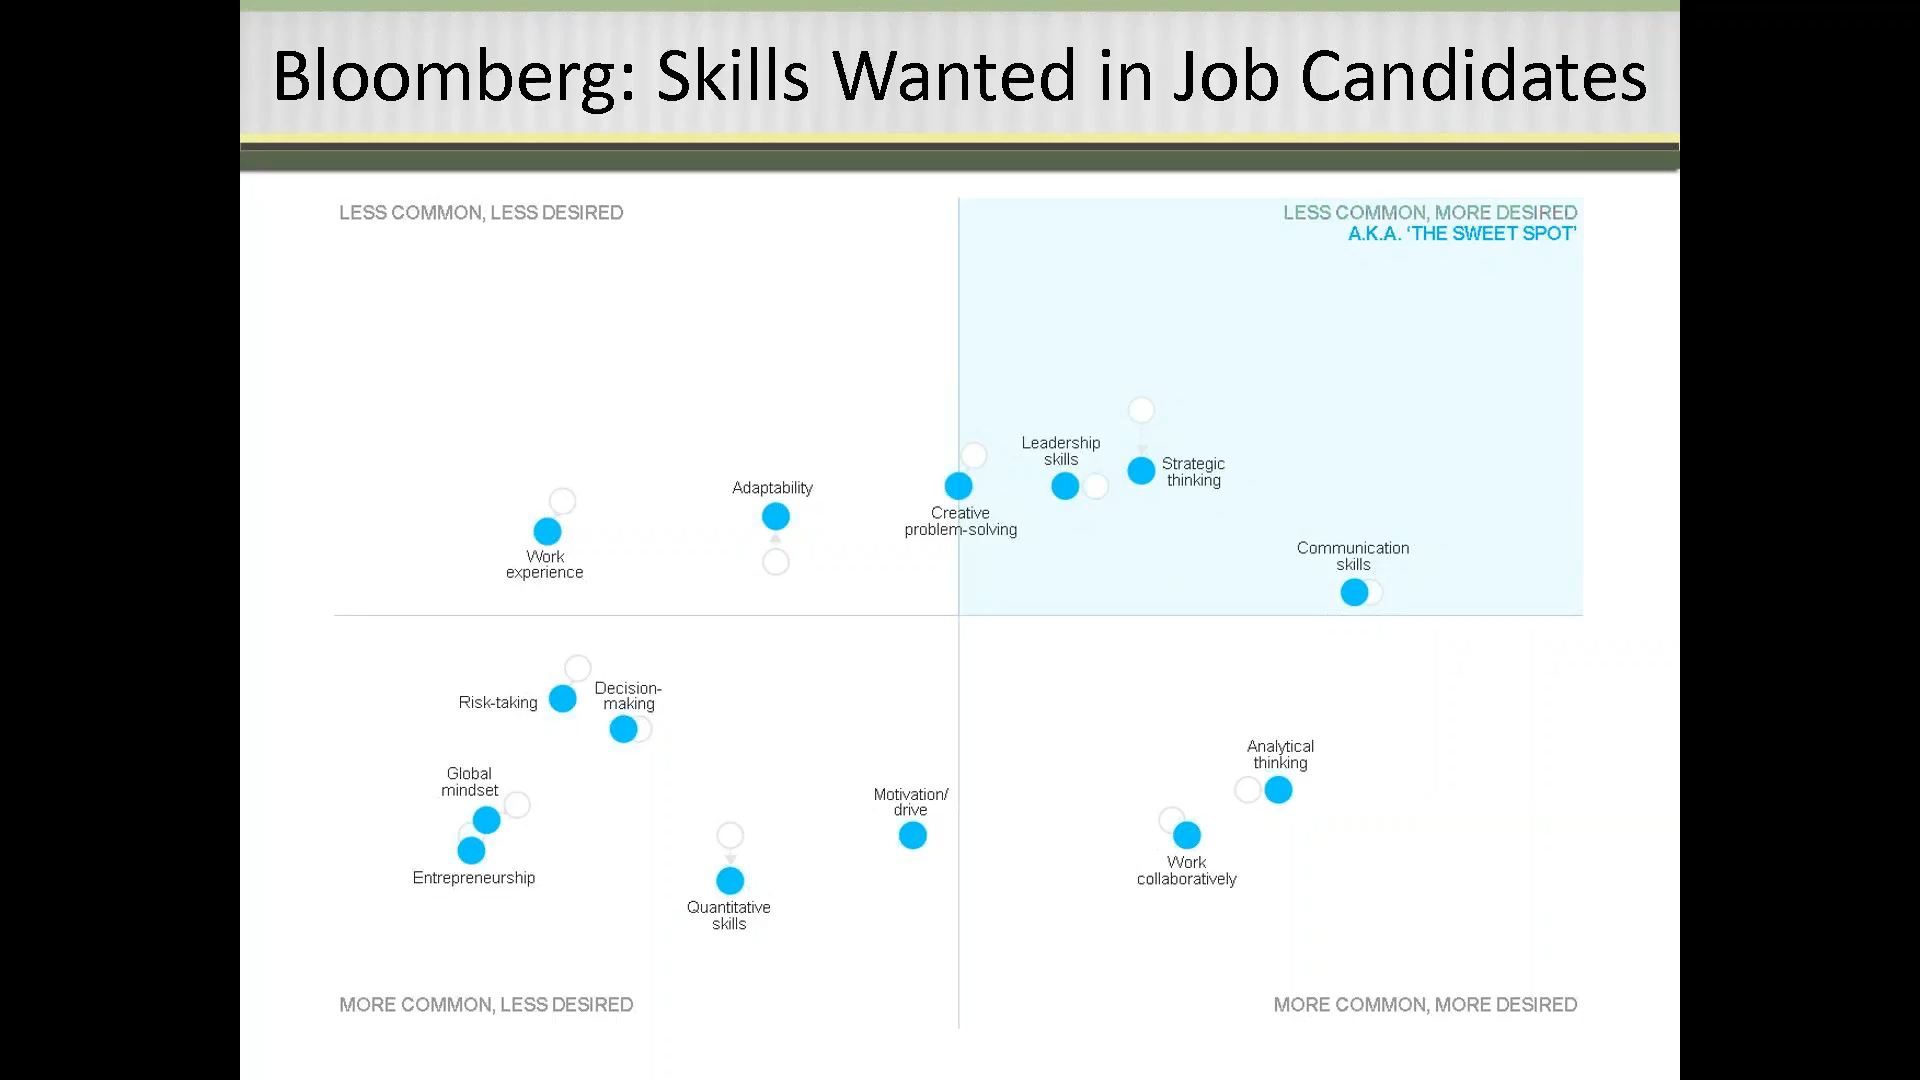 Bloomberg: Skills Wanted in Job Candidates
LESS COMMON, LESS DESIRED
LESS COMMON, MORE DESIRED
A.K.A. ‘THE SWEET SPOT’
Leadership
skills
Strategic
thinking
Adaptability
Creative
problem-solving
Work
experience
Communication
skills
Risk-taking
Decision-
making
Global
mindset
Entrepreneurship
Motivation/
drive
Quantitative
skills
Analytical
thinking
Work
collaboratively
MORE COMMON, LESS DESIRED
MORE COMMON, MORE DESIRED